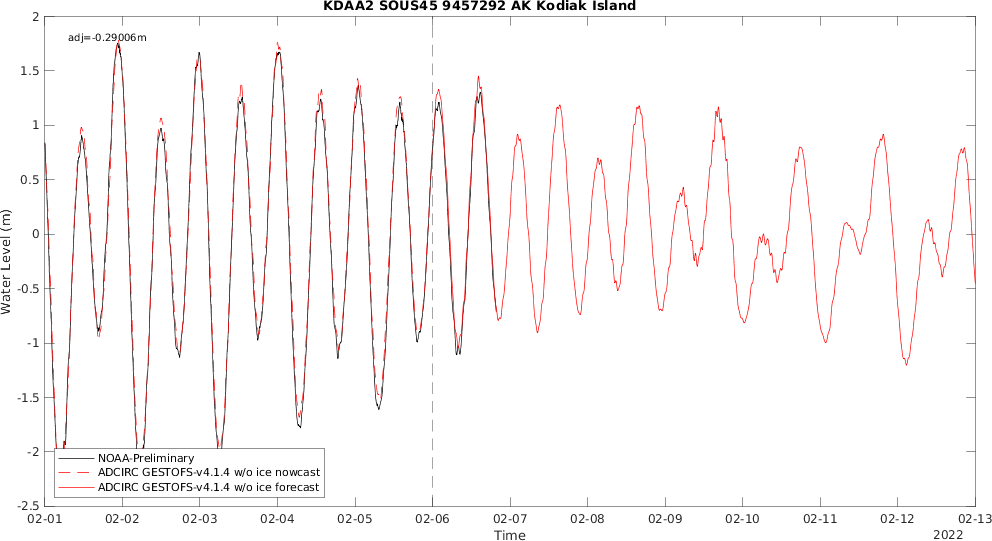 KDAA2 SOUS45 9457292 AK Kodiak Island
adj=-0.29006m
2
1.5
1
0.5
0
-0.5
-1
-1.5
-2
-2.5
Water Level (m)
NOAA-Preliminary
ADCIRC GESTOFS-v4.1.4 w/o ice nowcast
ADCIRC GESTOFS-v4.1.4 w/o ice forecast
02-01 02-02 02-03 02-04 02-05 02-06 02-07 02-08 02-09 02-10 02-11 02-12 02-13
Time
2022